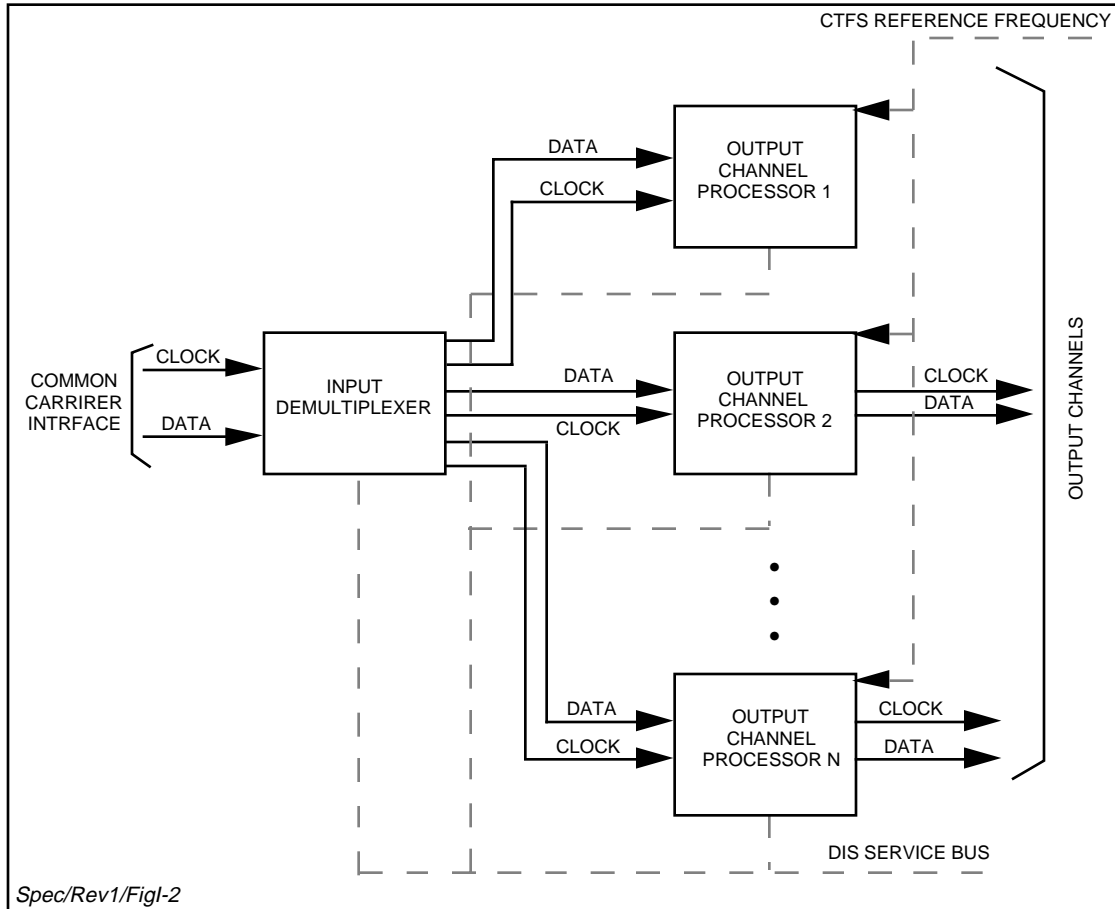 CTFS REFERENCE FREQUENCY
DATA
CLOCK
OUTPUT
CHANNEL
PROCESSOR 1
COMMON
CARRIRER
INTRFACE
CLOCK
DATA
INPUT
DEMULTIPLEXER
DATA
CLOCK
OUTPUT
CHANNEL
PROCESSOR 2
CLOCK
DATA
OUTPUT CHANNELS
DATA
CLOCK
OUTPUT
CHANNEL
PROCESSOR N
CLOCK
DATA
DIS SERVICE BUS
Spec/Rev1/FigI-2